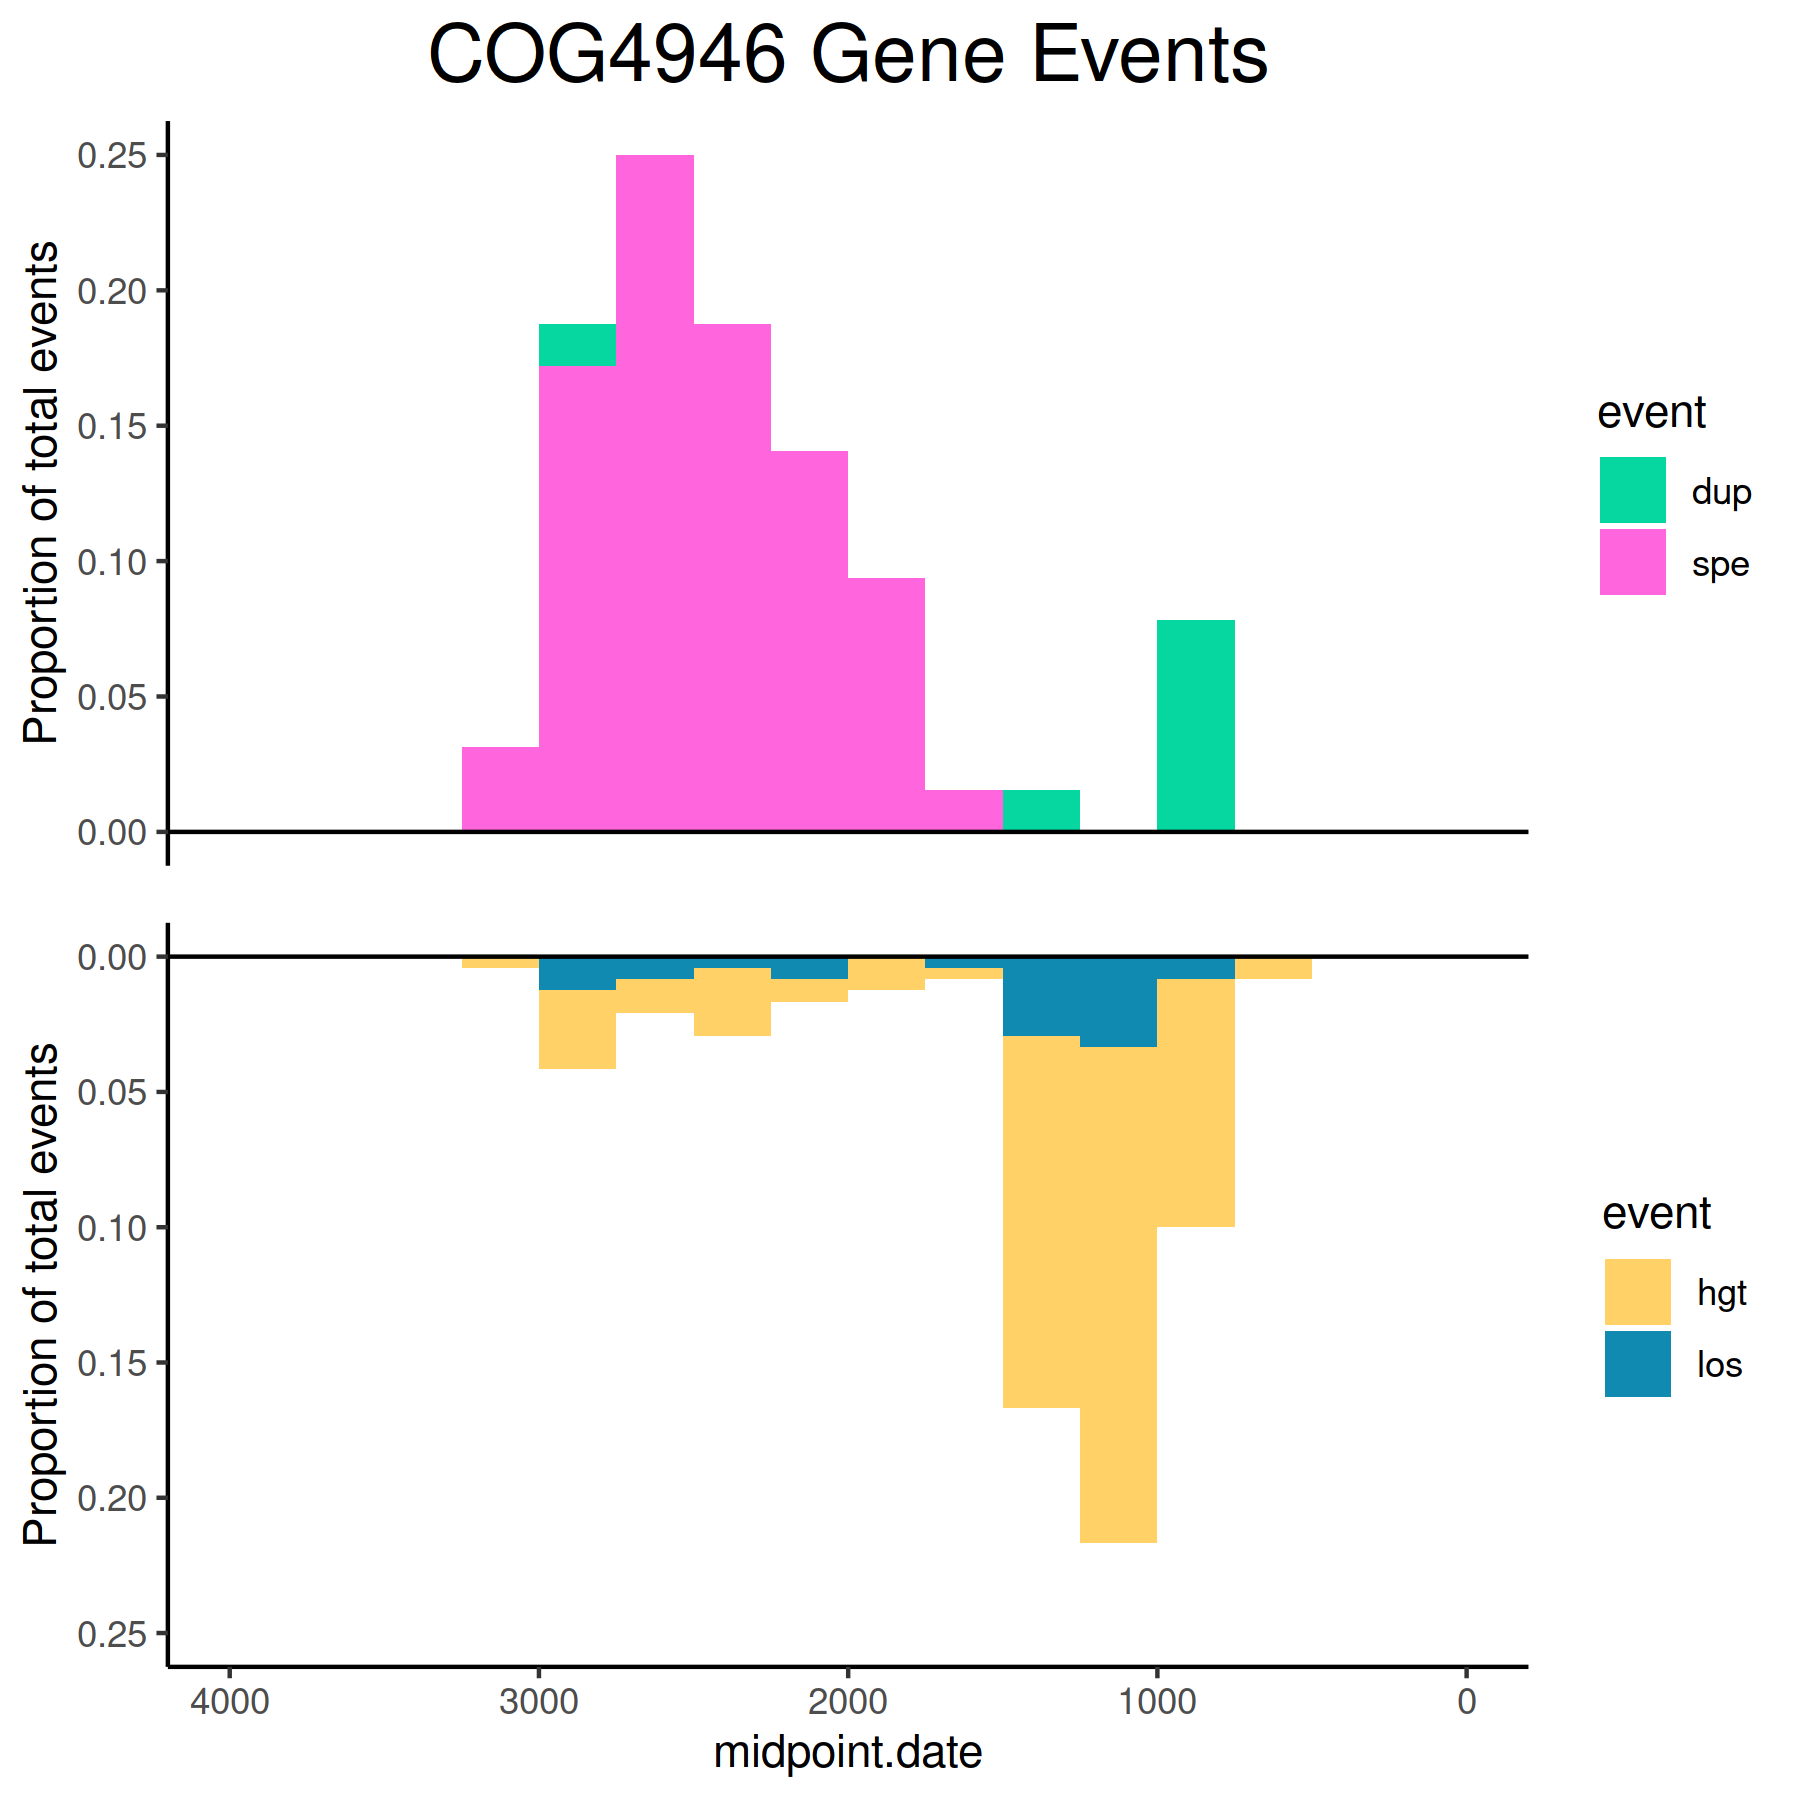 COG4946 Gene Events
Proportion of total events
0.25
0.20
0.15
0.10
0.05
0.00
event
dup
spe
Proportion of total events
0.00
0.05
0.10
0.15
0.20
0.25
event
hgt
los
4000 3000 2000 1000 0
midpoint.date